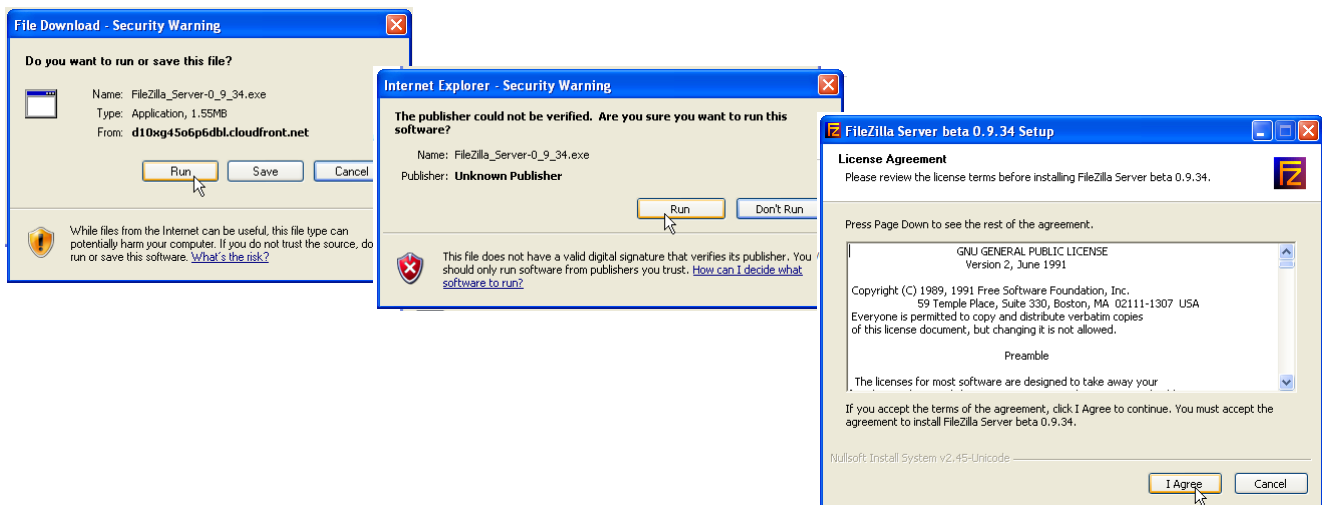 File Download - Security Warning
Do you want to run or save this file?
Name: FileZilla_Server-0_9_34.exe
Type: Application, 1.55MB
From: d10xg45o6p6dbl.cloudfront.net
Run Save Cancel
While files from the Internet can be useful, this file type can
potentially harm your computer. If you do not trust the source, do
run or save this software. What's the risk?
Internet Explorer - Security Warning
The publisher could not be verified. Are you sure you want to run this
software?
Name: FileZilla_Server-0_9_34.exe
Publisher: Unknown Publisher
Run Don't Run
This file does not have a valid digital signature that verifies its publisher. You
should only run software from publishers you trust. How can I decide what
software to run?
FileZilla Server beta 0.9.34 Setup
License Agreement
Please review the license terms before installing FileZilla Server beta 0.9.34.
Press Page Down to see the rest of the agreement.
GNU GENERAL PUBLIC LICENSE
Version 2, June 1991
Copyright (C) 1989, 1991 Free Software Foundation, Inc.
59 Temple Place, Suite 330, Boston, MA 02111-1307 USA
Everyone is permitted to copy and distribute verbatim copies
of this license document, but changing it is not allowed.
Preamble
The licenses for most software are designed to take away your
If you accept the terms of the agreement, click I Agree to continue. You must accept the
agreement to install FileZilla Server beta 0.9.34.
Nullsoft Install System v2.45-Unicode
I Agree Cancel